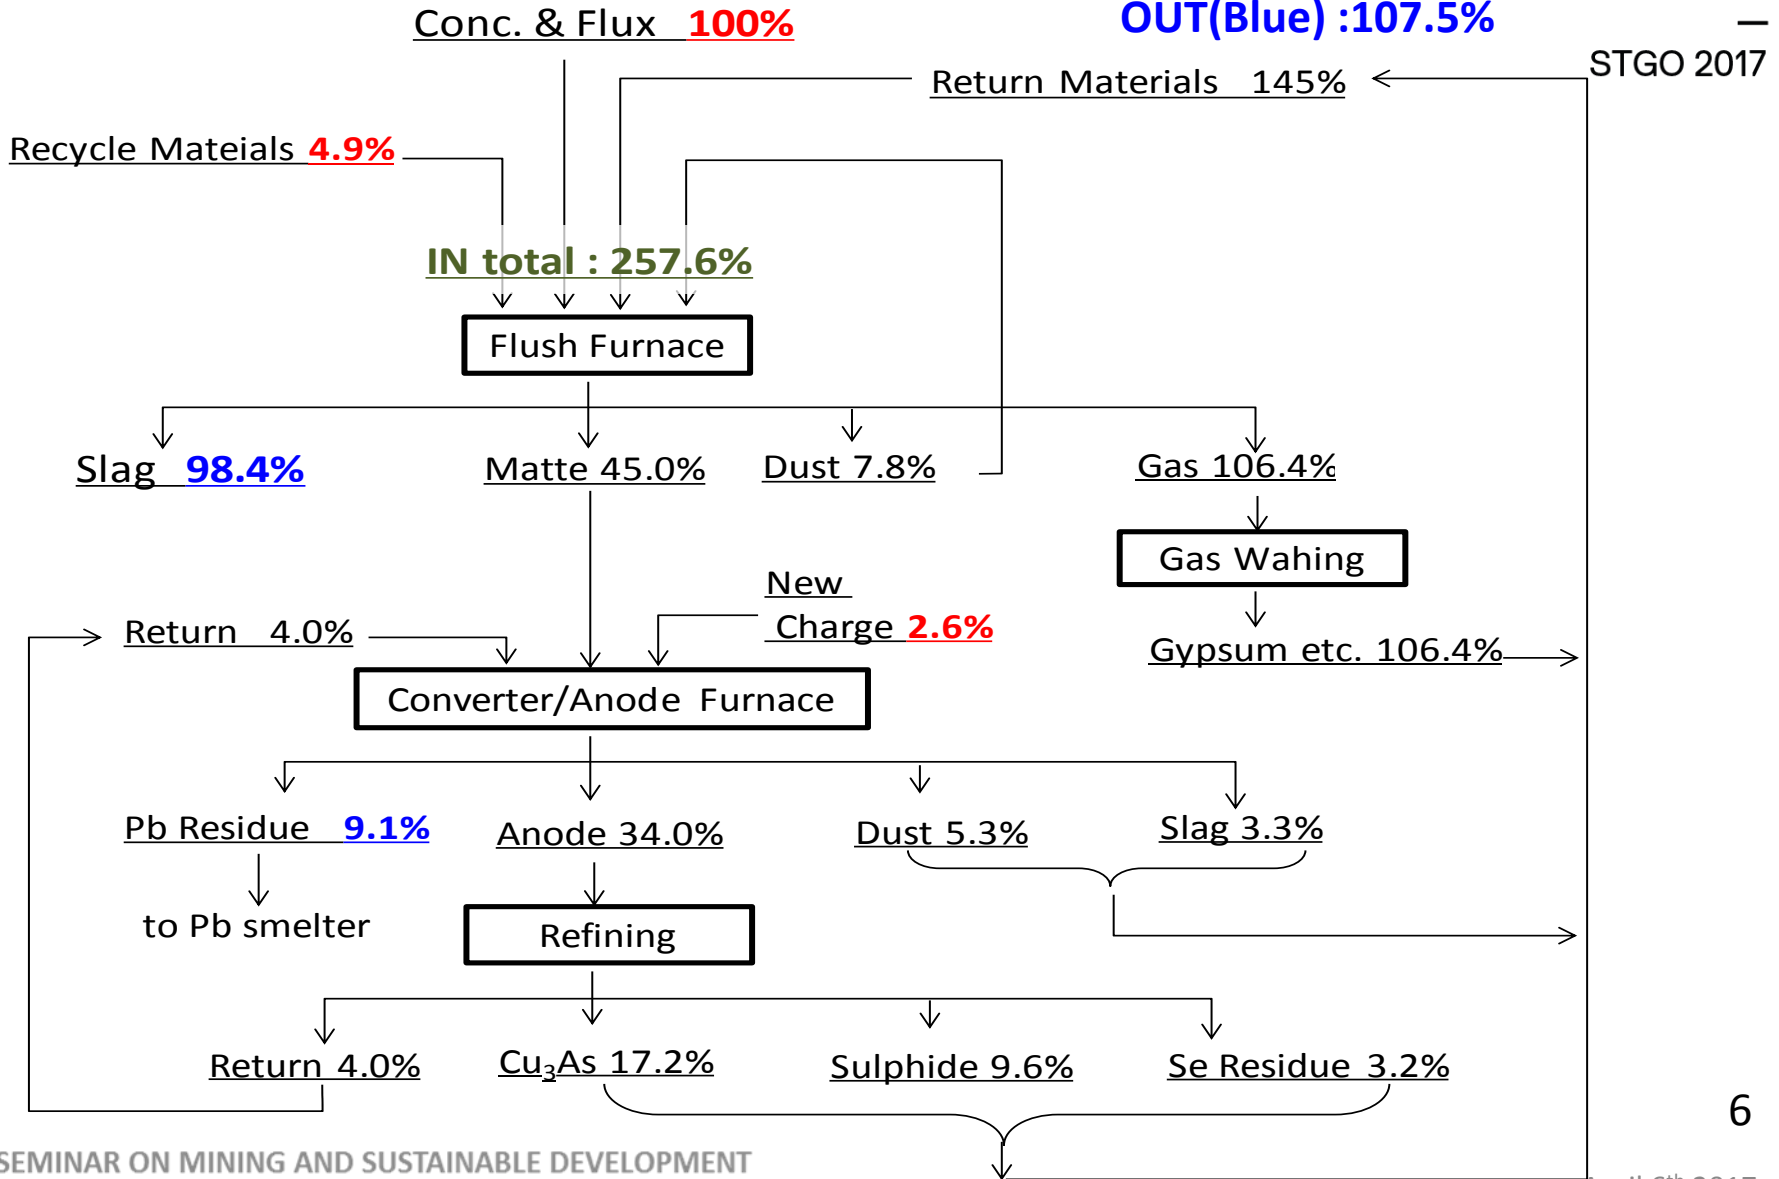 Conc. & Flux 100%
OUT(Blue) :107.5%
STGO 2017
Return Materials 145%
Recycle Mateials 4.9%
IN total : 257.6%
Flush Furnace
Slag 98.4%
Matte 45.0%
Dust 7.8%
Gas 106.4%
Gas Wahing
New
Charge 2.6%
Return 4.0%
Gypsum etc. 106.4%
Converter/Anode Furnace
Pb Residue 9.1%
Anode 34.0%
Dust 5.3%
Slag 3.3%
to Pb smelter
Refining
Return 4.0%
Cu₃As 17.2%
Sulphide 9.6%
Se Residue 3.2%
6
SEMINAR ON MINING AND SUSTAINABLE DEVELOPMENT